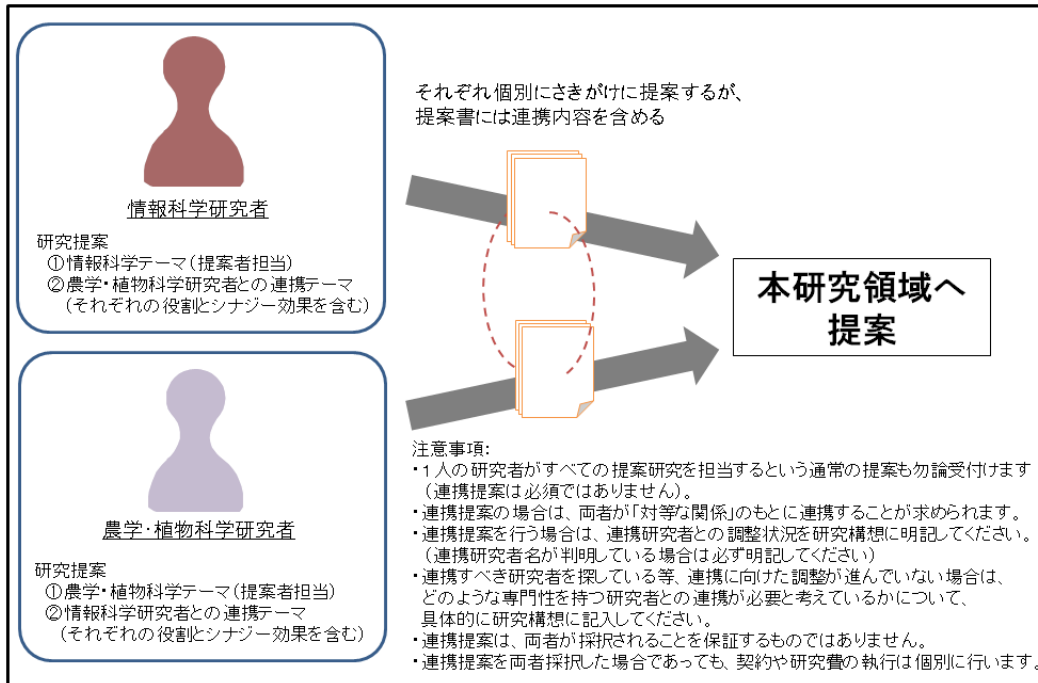 情報科学研究者
研究提案
①情報科学テーマ(提案者担当)
②農学・植物科学研究者との連携テーマ
(それぞれの役割とシナジー効果を含む)
農学・植物科学研究者
研究提案
①農学・植物科学テーマ(提案者担当)
②情報科学研究者との連携テーマ
(それぞれの役割とシナジー効果を含む)
それぞれ個別にさきがけに提案するが、
提案書には連携内容を含める
本研究領域へ
提案
注意事項:
・1人の研究者がすべての提案研究を担当するという通常の提案も勿論受付けます
(連携提案は必須ではありません)。
・連携提案の場合は、両者が「対等な関係」のもとに連携することが求められます。
・連携提案を行う場合は、連携研究者との調整状況を研究構想に明記してください。
(連携研究者名が判明している場合は必ず明記してください)
・連携すべき研究者を探している等、連携に向けた調整が進んでいない場合は、
どのような専門性を持つ研究者との連携が必要と考えているかについて、
具体的に研究構想に記入してください。
・連携提案は、両者が採択されることを保証するものではありません。
・連携提案を両者採択した場合であっても、契約や研究費の執行は個別に行います。